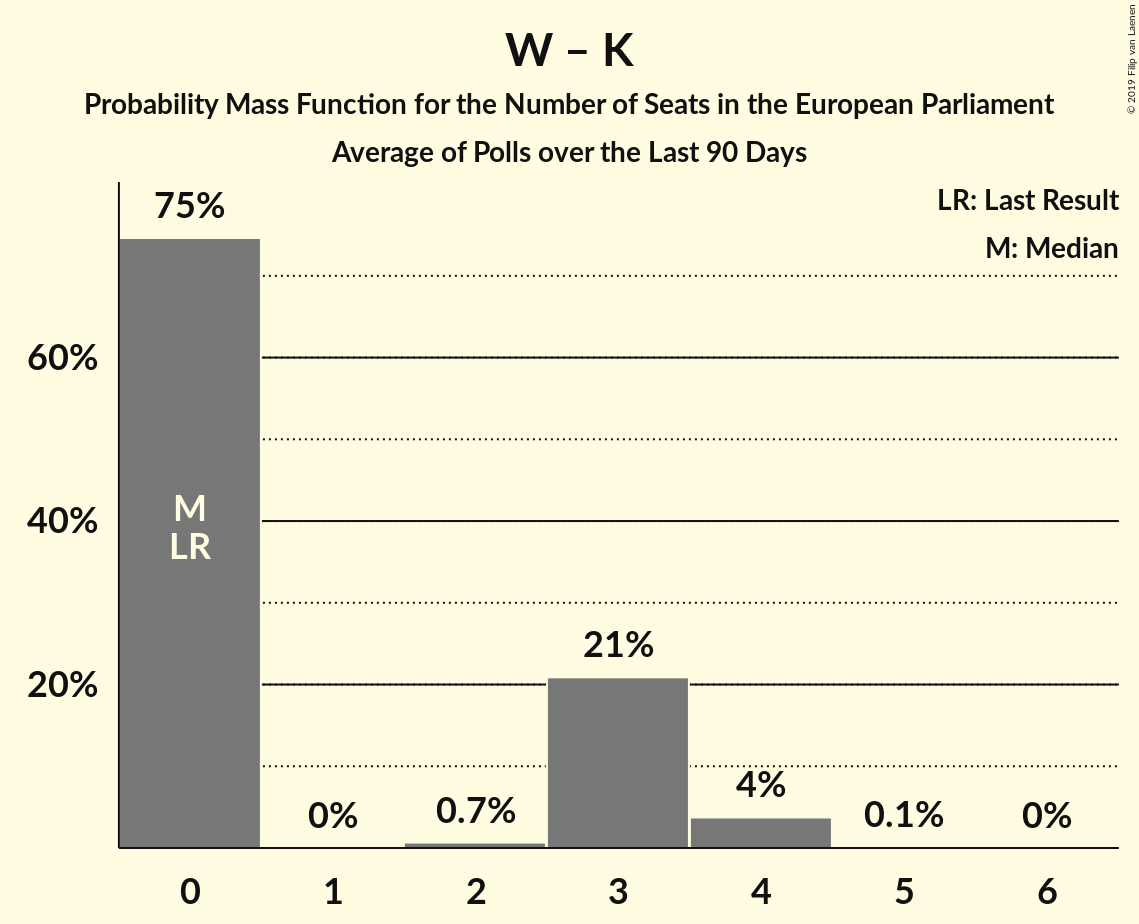 W – K
Probability Mass Function for the Number of Seats in the European Parliament
Average of Polls over the Last 90 Days
© 2019 Filip van Laenen
LR: Last Result
M: Median
75%
60%
40%
20%
M
LR
0%
0.7%
21%
4%
0.1%
0%
0
1
2
3
4
5
6